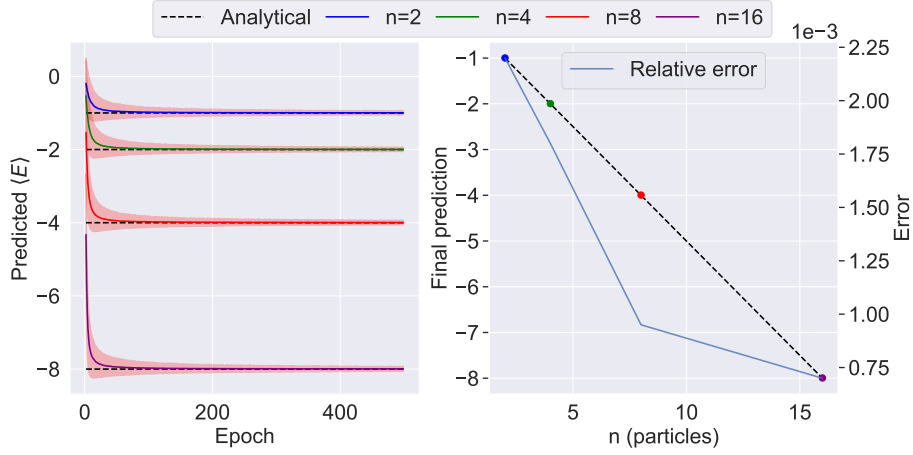 Analytical n=2 n=4 n=8 n=16
Predicted ⟨E⟩
0
−2
−4
−6
−8
0 200 400
Epoch
Relative error
Final prediction
−1
−2
−3
−4
−5
−6
−7
−8
5 10 15
n (particles)
1e−3
2.25
2.00
1.75
1.50
1.25
1.00
0.75
Error